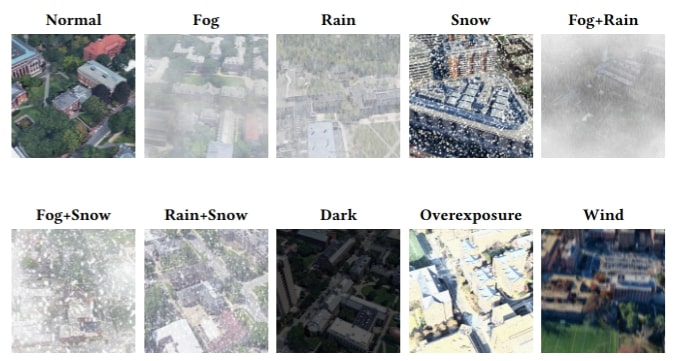 Normal
Fog
Rain
Snow
Fog+Rain
Fog+Snow
Rain+Snow
Dark
Overexposure
Wind